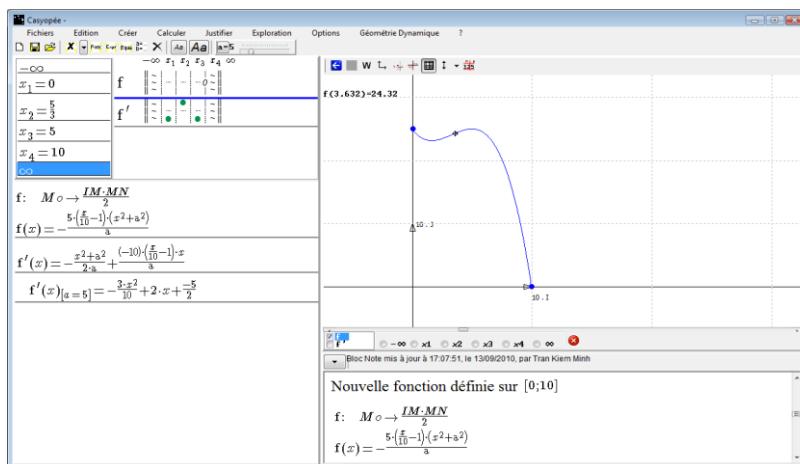 Casyopée -
Fichiers Edition Créer Calculer Justifier Exploration Options Géométrie Dynamique ?
a=5
−∞
x₁=0
x₂=5/3
x₃=5
x₄=10
∞
−∞ x₁ x₂ x₃ x₄ ∞
f
f'
f: M o→ IM·MN/2
f(x)=−5·(x/10−1)·(x²+a²)/a
f'(x)=−(x²+a²)/(2·a)+(−10)·(x/10−1)·x/a
f'(x)[a=5]=−3·x²/10+2·x+−5/2
W
f(3.632)=24.32
10.J
10.I
f
f'
−∞ x1 x2 x3 x4 ∞
Bloc Note mis à jour à 17:07:51, le 13/09/2010, par Tran Kiem Minh
Nouvelle fonction définie sur [0;10]
f: M o→ IM·MN/2
f(x)=−5·(x/10−1)·(x²+a²)/a